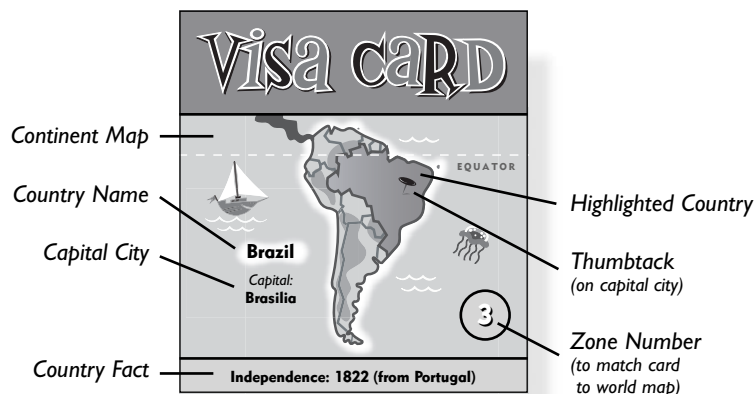 VISA CARD
Continent Map
EQUATOR
Country Name
Highlighted Country
Brazil
Capital City
Capital:
Brasilia
Thumbtack
(on capital city)
3
Zone Number
(to match card
to world map)
Country Fact
Independence: 1822 (from Portugal)